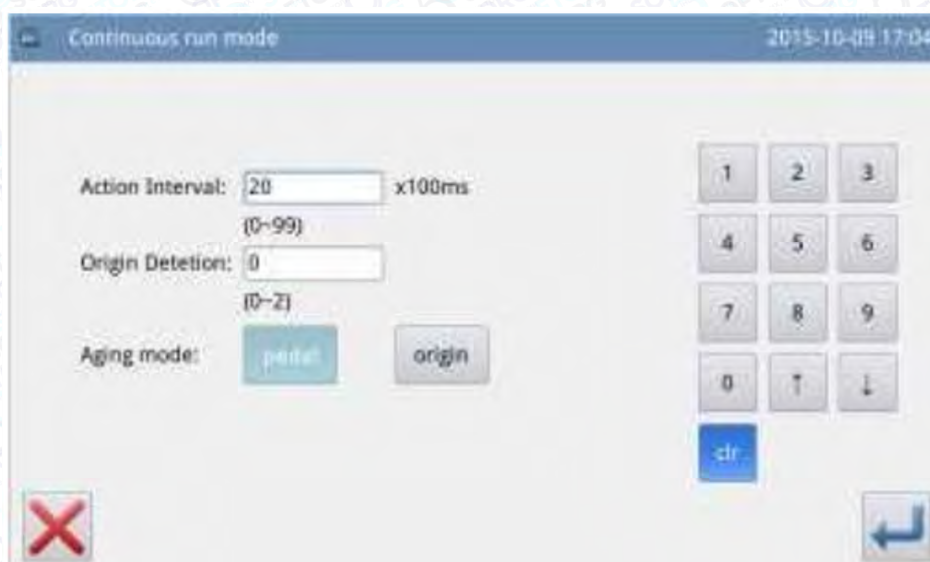 Continuous run mode 2015-10-09 17:04
Action Interval: 20 x100ms
(0~99)
Origin Detetion: 0
(0~2)
Aging mode: pedal origin
1 2 3
4 5 6
7 8 9
0 ↑ ↓
clr